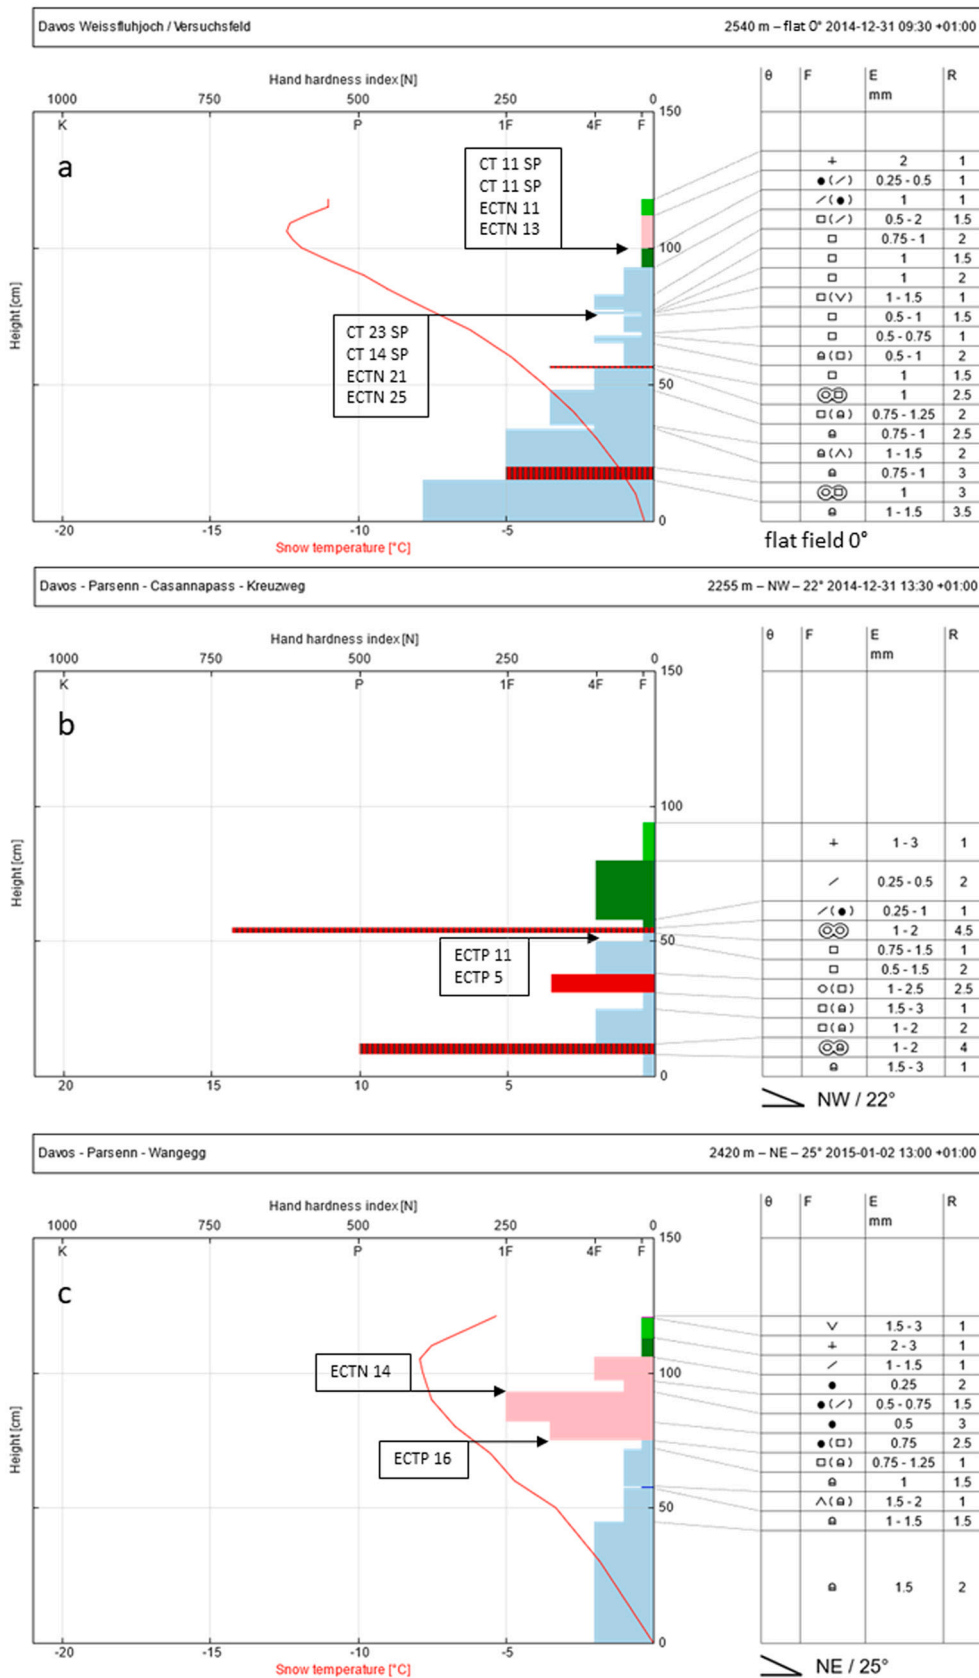 Davos Weissfluhjoch / Versuchsfeld 2540 m – flat 0° 2014-12-31 09:30 +01:00
Hand hardness index [N]
1000 750 500 250 0
K P 1F 4F F
150
θ F E R
mm
a
CT 11 SP
CT 11 SP
ECTN 11
ECTN 13
100
CT 23 SP
CT 14 SP
ECTN 21
ECTN 25
50
0
Height [cm]
+ 2 1
●(∕) 0.25 - 0.5 1
∕(●) 1 1
□(∕) 0.5 - 2 1.5
□ 0.75 - 1 2
□ 1 1.5
□ 1 2
□(∨) 1 - 1.5 1
□ 0.5 - 1 1.5
□ 0.5 - 0.75 1
(□) 0.5 - 1 2
□ 1 1.5
1 2.5
□ 0.75 - 1.25 2
0.75 - 1 2.5
(∧) 1 - 1.5 2
0.75 - 1 3
1 3
1 - 1.5 3.5
-20 -15 -10 -5
Snow temperature [°C]
flat field 0°
Davos - Parsenn - Casannapass - Kreuzweg 2255 m – NW – 22° 2014-12-31 13:30 +01:00
Hand hardness index [N]
1000 750 500 250 0
K P 1F 4F F
150
θ F E R
mm
b
100
50
0
ECTP 11
ECTP 5
Height [cm]
+ 1 - 3 1
∕ 0.25 - 0.5 2
∕(●) 0.25 - 1 1
1 - 2 4.5
□ 0.75 - 1.5 1
□ 0.5 - 1.5 2
○(□) 1 - 2.5 2.5
□ 1.5 - 3 1
□ 1 - 2 2
1 - 2 4
1.5 - 3 1
20 15 10 5
NW / 22°
Davos - Parsenn - Wangegg 2420 m – NE – 25° 2015-01-02 13:00 +01:00
Hand hardness index [N]
1000 750 500 250 0
K P 1F 4F F
150
θ F E R
mm
c
ECTN 14
100
ECTP 16
50
0
Height [cm]
∨ 1.5 - 3 1
+ 2 - 3 1
∕ 1 - 1.5 1
● 0.25 2
●(∕) 0.5 - 0.75 1.5
● 0.5 3
●(□) 0.75 2.5
□ 0.75 - 1.25 1
1 1.5
∧ 1.5 - 2 1
1 - 1.5 1.5
1.5 2
-20 -15 -10 -5
Snow temperature [°C]
NE / 25°